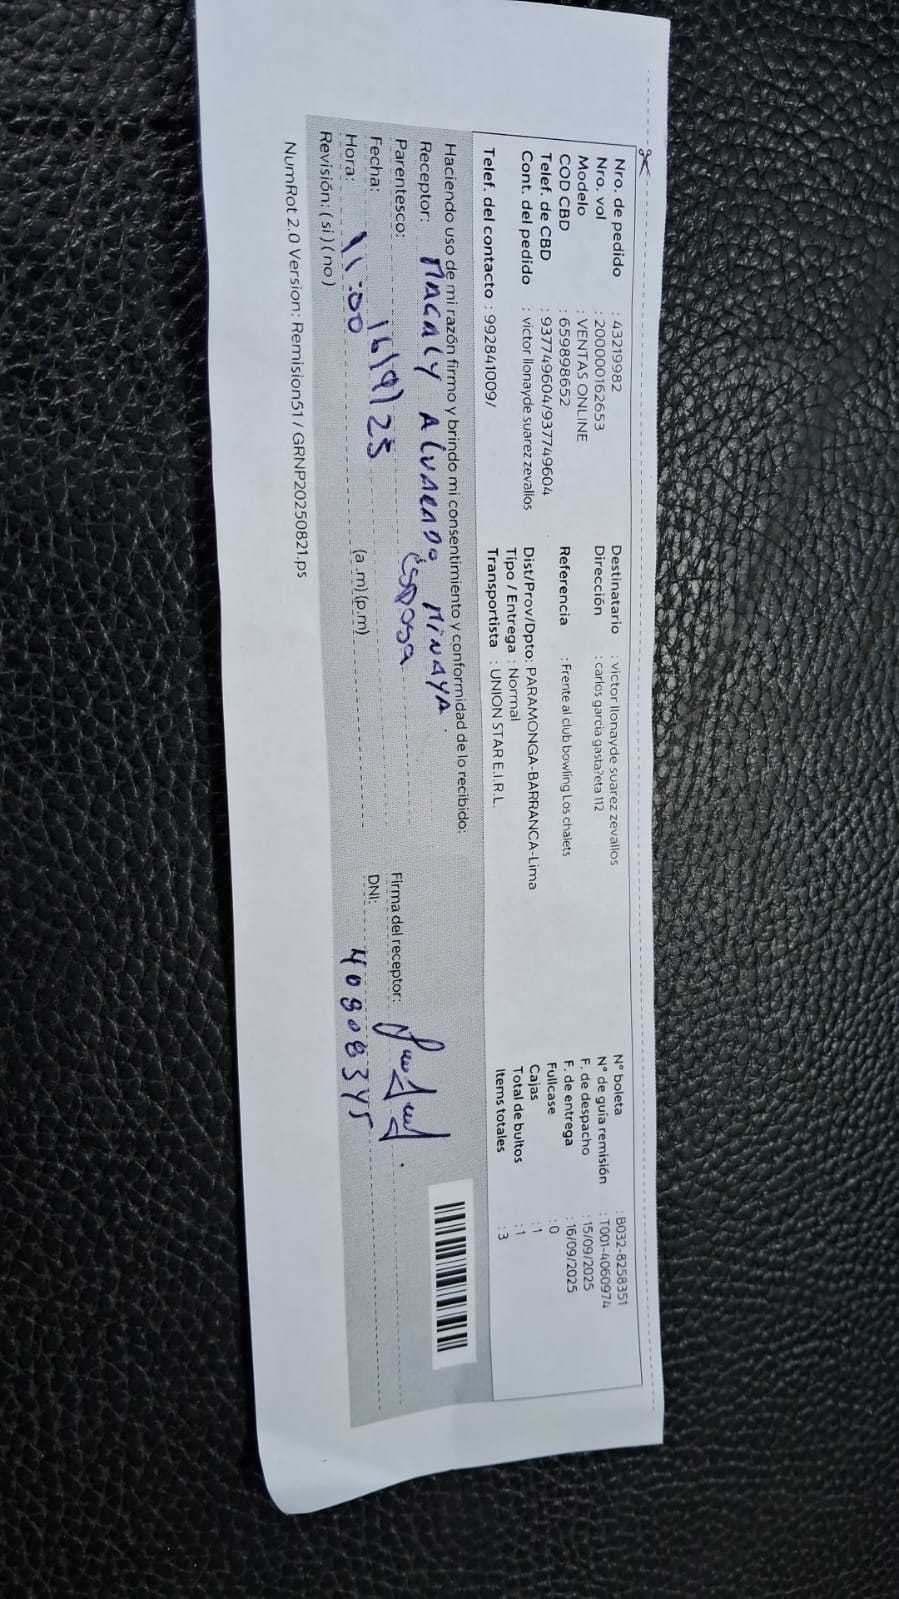 Nro. de pedido : 43219982
Nro. vol : 200000162653
Modelo : VENTAS ONLINE
COD CBD : 659898652
Telef. de CBD : 937749604/937749604
Cont. del pedido : victor llonayde suarez zevallos
Telef. del contacto : 992841009/
Destinatario : victor llonayde suarez zevallos
Dirección : carlos garcia gasta?eta 112
Referencia : Frente al club bowling Los chalets
Dist/Prov/Dpto: PARAMONGA-BARRANCA-Lima
Tipo / Entrega : Normal
Transportista : UNION STAR E.I.R.L.
N° boleta : B032-8258351
N° de guia remisión : T001-4060974
F. de despacho : 15/09/2025
F. de entrega : 16/09/2025
Fullcase : 0
Cajas : 1
Total de bultos : 1
Items totales : 3
Haciendo uso de mi razón firmo y brindo mi consentimiento y conformidad de lo recibido:
Receptor: MAGALY ALVARADO MINAYA
Parentesco: esposa
Fecha: 16/9/25
Hora: 11:00 (a .m)(p.m)
Revisión: ( si ) ( no )
Firma del receptor:
DNI: 40808345
NumRot 2.0 Version: Remision51 / GRNP20250821.ps